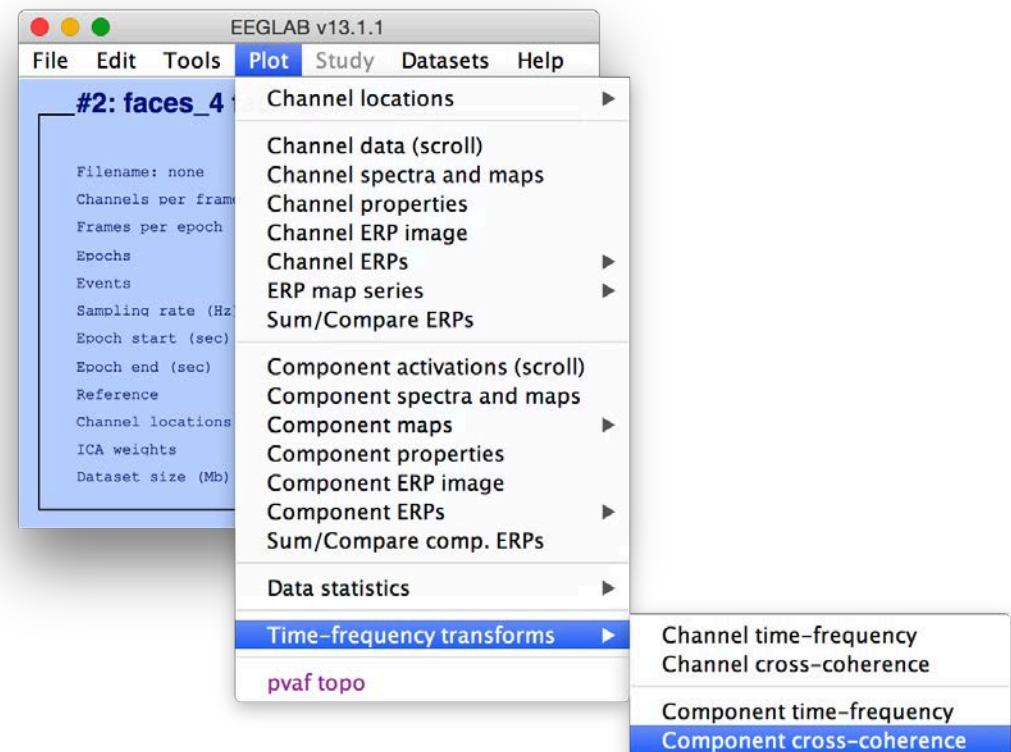 EEGLAB v13.1.1
File Edit Tools Plot Study Datasets Help
#2: faces_4
Filename: none
Channels per frame
Frames per epoch
Epochs
Events
Sampling rate (Hz)
Epoch start (sec)
Epoch end (sec)
Reference
Channel locations
ICA weights
Dataset size (Mb)
Channel locations
Channel data (scroll)
Channel spectra and maps
Channel properties
Channel ERP image
Channel ERPs
ERP map series
Sum/Compare ERPs
Component activations (scroll)
Component spectra and maps
Component maps
Component properties
Component ERP image
Component ERPs
Sum/Compare comp. ERPs
Data statistics
Time-frequency transforms
pvaf topo
Channel time-frequency
Channel cross-coherence
Component time-frequency
Component cross-coherence